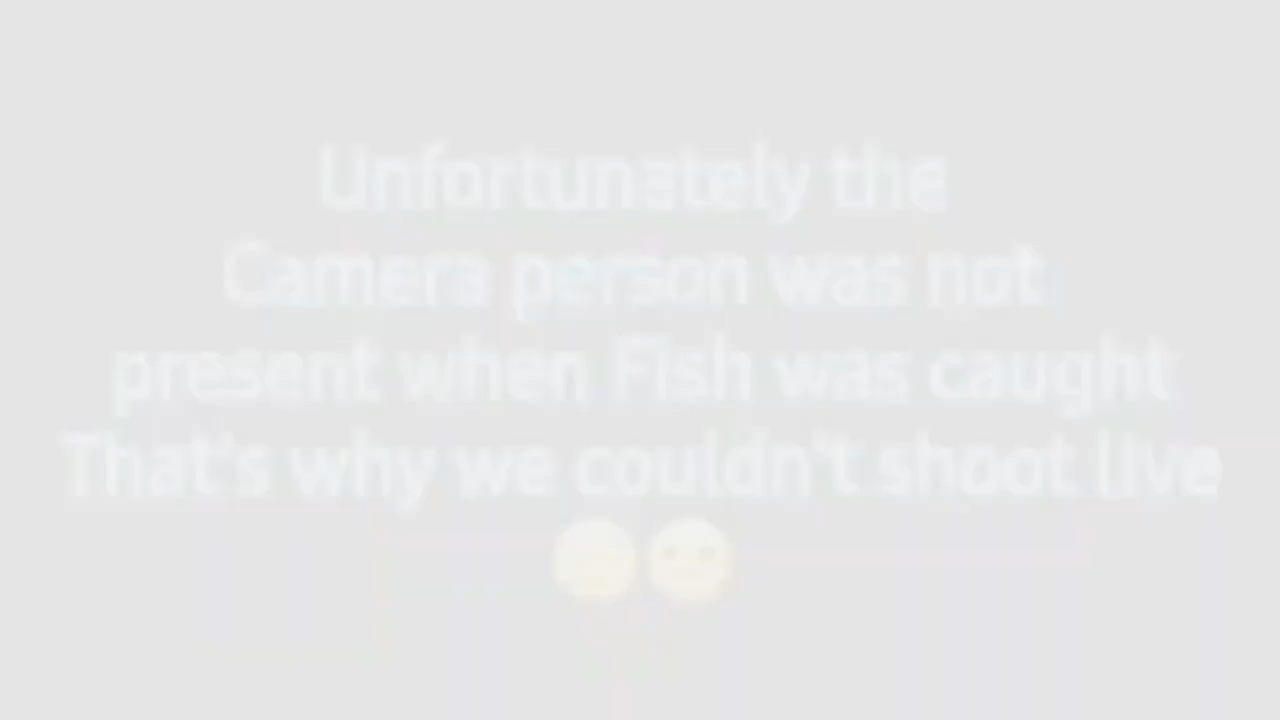 Unfortunately the
Camera person was not
present when Fish was caught
That's why we couldn't shoot live